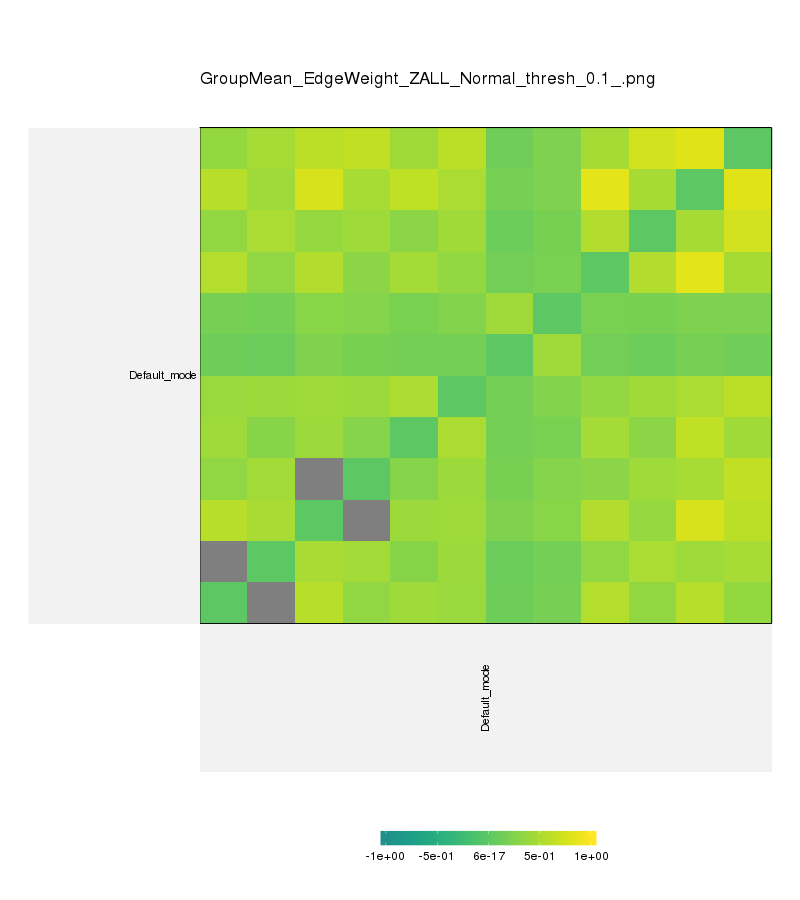 GroupMean_EdgeWeight_ZALL_Normal_thresh_0.1_.png
Default_mode
Default_mode
-1e+00 -5e-01 6e-17 5e-01 1e+00